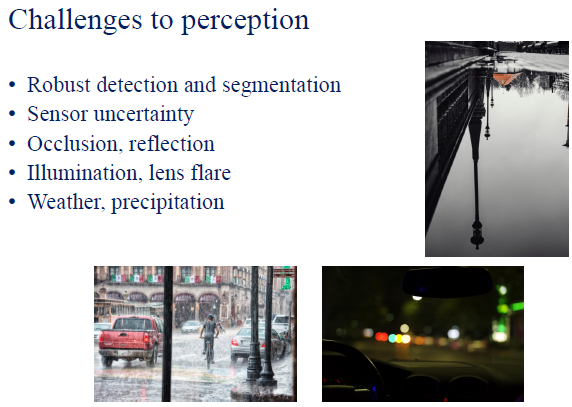 Challenges to perception
• Robust detection and segmentation
• Sensor uncertainty
• Occlusion, reflection
• Illumination, lens flare
• Weather, precipitation